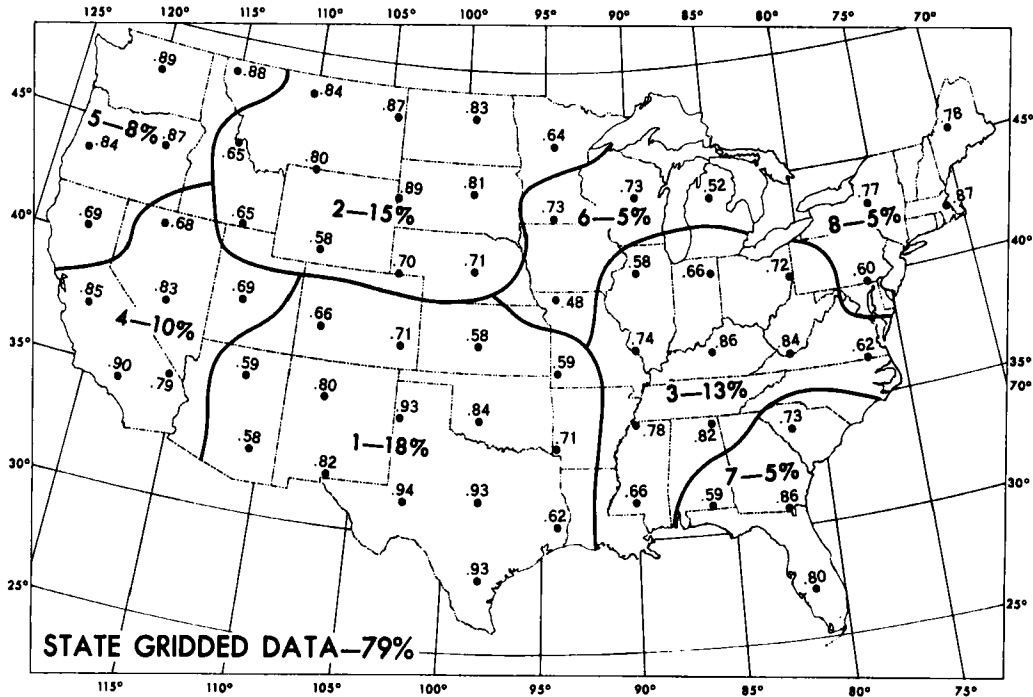 125° 120° 115° 110° 105° 100° 95° 90° 85° 80° 75° 70°
.89 .88 .84 .87 .83 .64 .78
45° 45°
5—8%
.84 .87 .65 .80 .89 .81 .73 .52 .77 .87
2—15% .73 6—5% 8—5%
40° .69 .68 .65 .58 .70 .71 .58 .66 .72 .60 40°
.85 .83 .69 .48
4—10% .66 .71 .58 .74 .86 .84 .62
35° 35°
.90 .79 .59 .80 .59 70°
3—13%
.93 .84 .78 .82 .73
.58 1—18% .71
30° .82 .94 .93 .62 .66 7—5% .59 .86 30°
.93 .80
25° 25°
STATE GRIDDED DATA—79%
115° 110° 105° 100° 95° 90° 85° 80° 75°